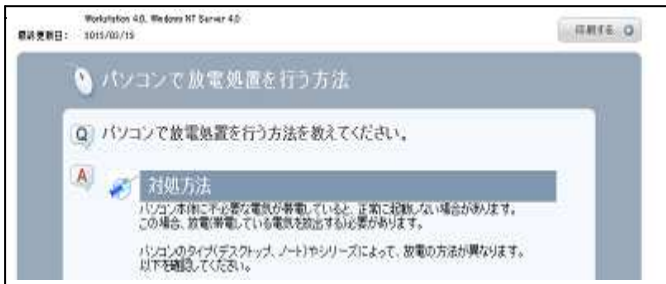 Workstation 4.0, Windows NT Server 4.0
最終更新日: 2015/03/13
印刷する
パソコンで放電処置を行う方法
Q パソコンで放電処置を行う方法を教えてください。
A 対処方法
パソコン本体に不必要な電気が帯電していると、正常に起動しない場合があります。
この場合、放電(帯電している電気を放出する)必要があります。
パソコンのタイプ(デスクトップ、ノート)やシリーズによって、放電の方法が異なります。
以下を確認してください。